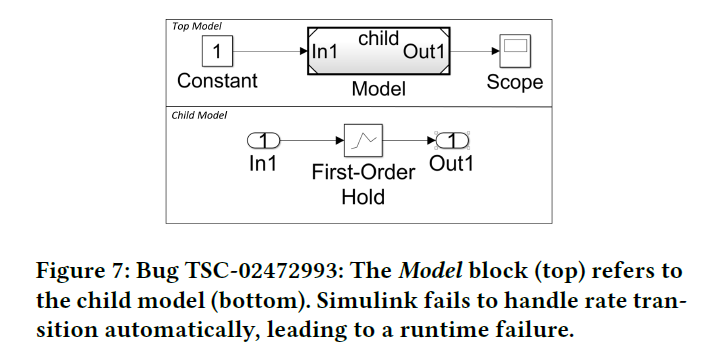 Top Model
1
In1
child
Out1
Constant
Model
Scope
Child Model
1
1
In1
First-Order
Hold
Out1
Figure 7: Bug TSC-02472993: The Model block (top) refers to
the child model (bottom). Simulink fails to handle rate tran-
sition automatically, leading to a runtime failure.